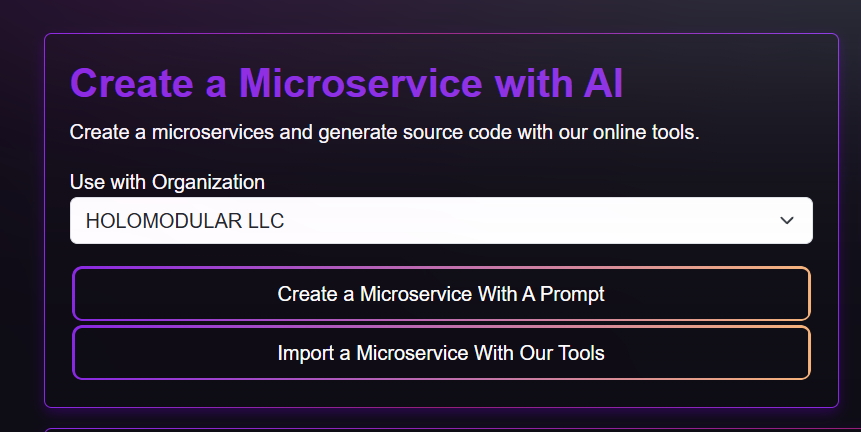 Create a Microservice with AI
Create a microservices and generate source code with our online tools.
Use with Organization
HOLOMODULAR LLC
Create a Microservice With A Prompt
Import a Microservice With Our Tools